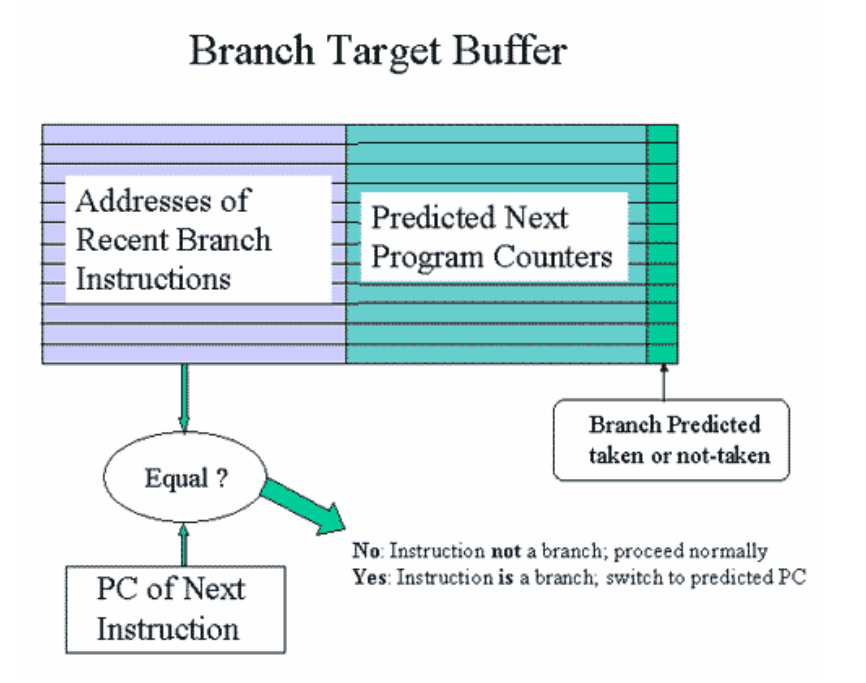 Branch Target Buffer
Addresses of
Recent Branch
Instructions
Predicted Next
Program Counters
Branch Predicted
taken or not-taken
Equal ?
No: Instruction not a branch; proceed normally
Yes: Instruction is a branch; switch to predicted PC
PC of Next
Instruction